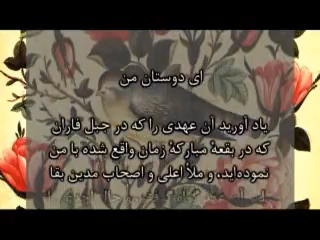 ای دوستان من
یاد آورید آن عهدی را که در جبل فاران
که در بقعهٔ مبارکهٔ زمان واقع شده با من
نموده‌اید، و ملأ اعلی و اصحاب مدین بقا